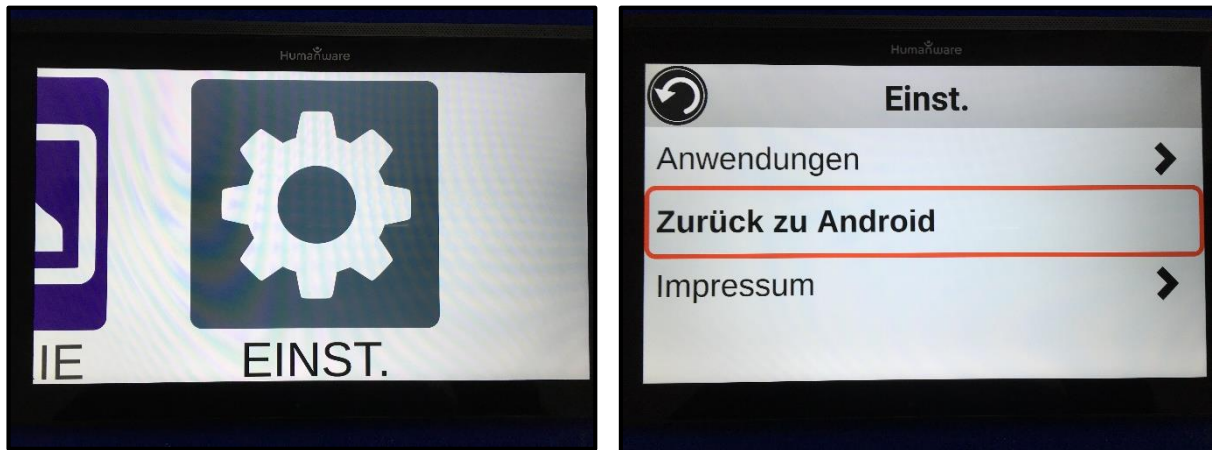 Humanware
IE
EINST.
Humanware
Einst.
Anwendungen
Zurück zu Android
Impressum